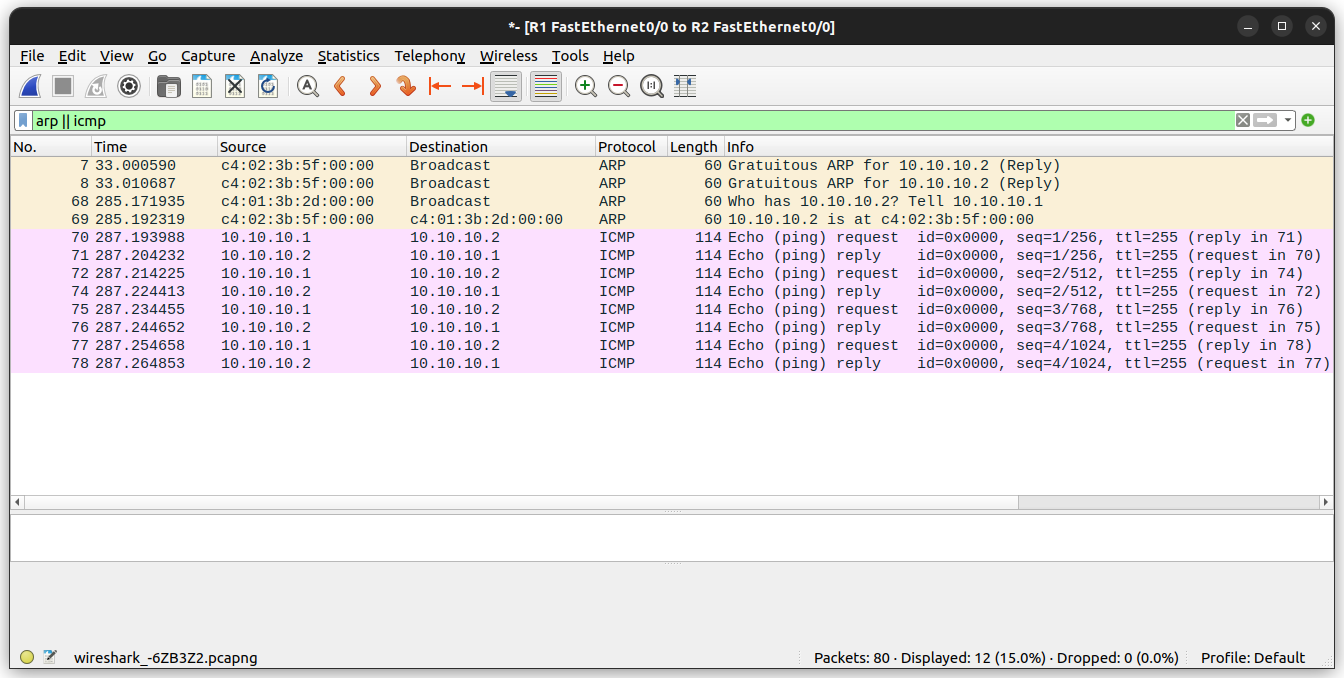 *- [R1 FastEthernet0/0 to R2 FastEthernet0/0]
File Edit View Go Capture Analyze Statistics Telephony Wireless Tools Help
arp || icmp
No. Time Source Destination Protocol Length Info
7 33.000590 c4:02:3b:5f:00:00 Broadcast ARP 60 Gratuitous ARP for 10.10.10.2 (Reply)
8 33.010687 c4:02:3b:5f:00:00 Broadcast ARP 60 Gratuitous ARP for 10.10.10.2 (Reply)
68 285.171935 c4:01:3b:2d:00:00 Broadcast ARP 60 Who has 10.10.10.2? Tell 10.10.10.1
69 285.192319 c4:02:3b:5f:00:00 c4:01:3b:2d:00:00 ARP 60 10.10.10.2 is at c4:02:3b:5f:00:00
70 287.193988 10.10.10.1 10.10.10.2 ICMP 114 Echo (ping) request id=0x0000, seq=1/256, ttl=255 (reply in 71)
71 287.204232 10.10.10.2 10.10.10.1 ICMP 114 Echo (ping) reply id=0x0000, seq=1/256, ttl=255 (request in 70)
72 287.214225 10.10.10.1 10.10.10.2 ICMP 114 Echo (ping) request id=0x0000, seq=2/512, ttl=255 (reply in 74)
74 287.224413 10.10.10.2 10.10.10.1 ICMP 114 Echo (ping) reply id=0x0000, seq=2/512, ttl=255 (request in 72)
75 287.234455 10.10.10.1 10.10.10.2 ICMP 114 Echo (ping) request id=0x0000, seq=3/768, ttl=255 (reply in 76)
76 287.244652 10.10.10.2 10.10.10.1 ICMP 114 Echo (ping) reply id=0x0000, seq=3/768, ttl=255 (request in 75)
77 287.254658 10.10.10.1 10.10.10.2 ICMP 114 Echo (ping) request id=0x0000, seq=4/1024, ttl=255 (reply in 78)
78 287.264853 10.10.10.2 10.10.10.1 ICMP 114 Echo (ping) reply id=0x0000, seq=4/1024, ttl=255 (request in 77)
wireshark_-6ZB3Z2.pcapng Packets: 80 · Displayed: 12 (15.0%) · Dropped: 0 (0.0%) Profile: Default